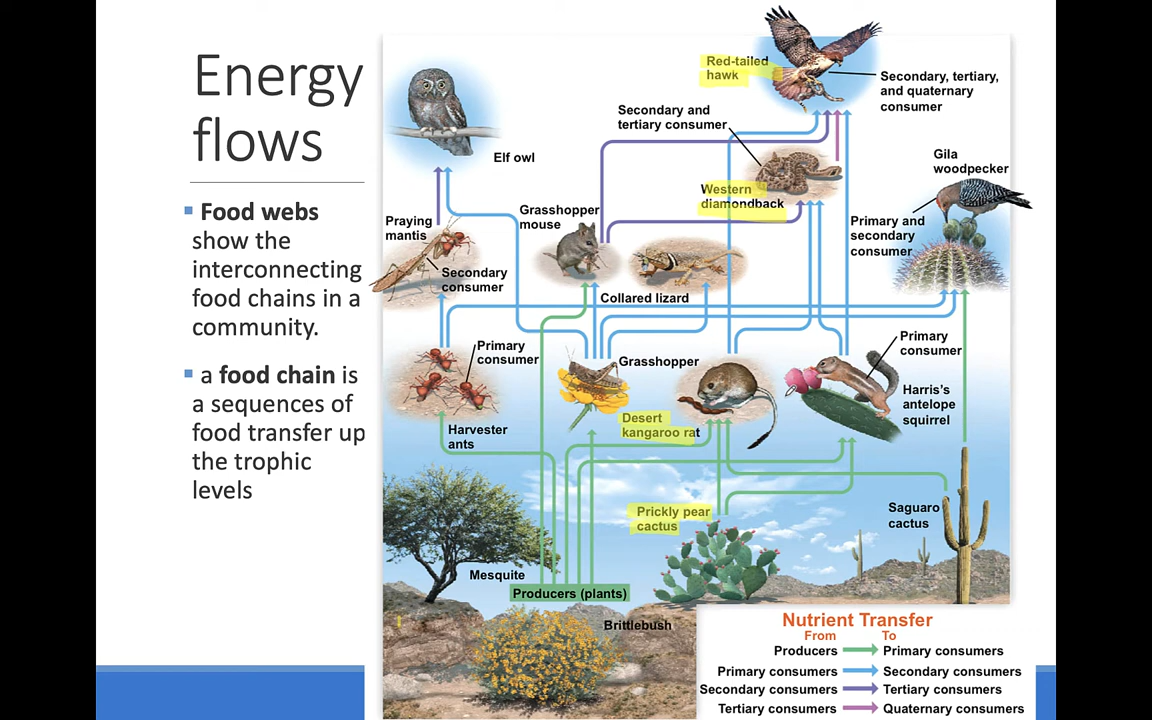 Energy
flows
Food webs
show the
interconnecting
food chains in a
community.
a food chain is
a sequences of
food transfer up
the trophic
levels
Red-tailed
hawk
Secondary, tertiary,
and quaternary
consumer
Secondary and
tertiary consumer
Elf owl
Gila
woodpecker
Western
diamondback
Praying
mantis
Grasshopper
mouse
Primary and
secondary
consumer
Secondary
consumer
Collared lizard
Primary
consumer
Grasshopper
Primary
consumer
Harris's
antelope
squirrel
Harvester
ants
Desert
kangaroo rat
Prickly pear
cactus
Saguaro
cactus
Mesquite
Producers (plants)
Brittlebush
Nutrient Transfer
From To
Producers Primary consumers
Primary consumers Secondary consumers
Secondary consumers Tertiary consumers
Tertiary consumers Quaternary consumers